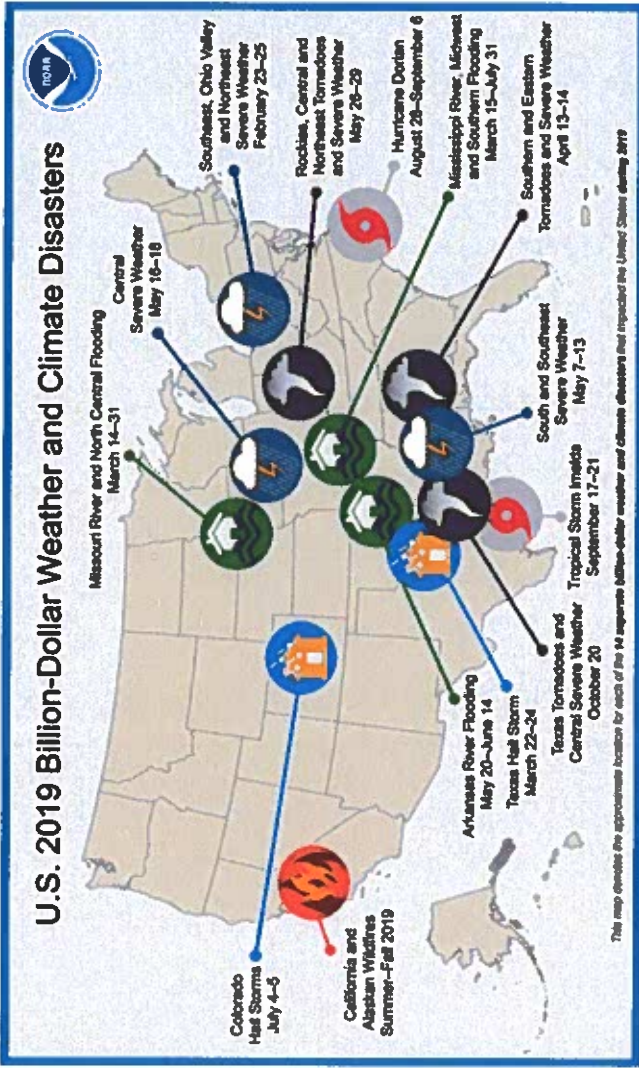 U.S. 2019 Billion-Dollar Weather and Climate Disasters
NOAA
Missouri River and North Central Flooding
March 14–31
Central
Severe Weather
May 16–18
Southeast, Ohio Valley
and Northeast
Severe Weather
February 23–25
Rockies, Central and
Northeast Tornadoes
and Severe Weather
May 26–29
Hurricane Dorian
August 28–September 6
Mississippi River, Midwest
and Southern Flooding
March 15–July 31
Southern and Eastern
Tornadoes and Severe Weather
April 13–14
South and Southeast
Severe Weather
May 7–13
Tropical Storm Imelda
September 17–21
Texas Tornadoes and
Central Severe Weather
October 20
Texas Hail Storm
March 22–24
Arkansas River Flooding
May 20–June 14
Colorado
Hail Storms
July 4–5
California and
Alaskan Wildfires
Summer–Fall 2019
This map denotes the approximate location for each of the 14 separate billion-dollar weather and climate disasters that impacted the United States during 2019